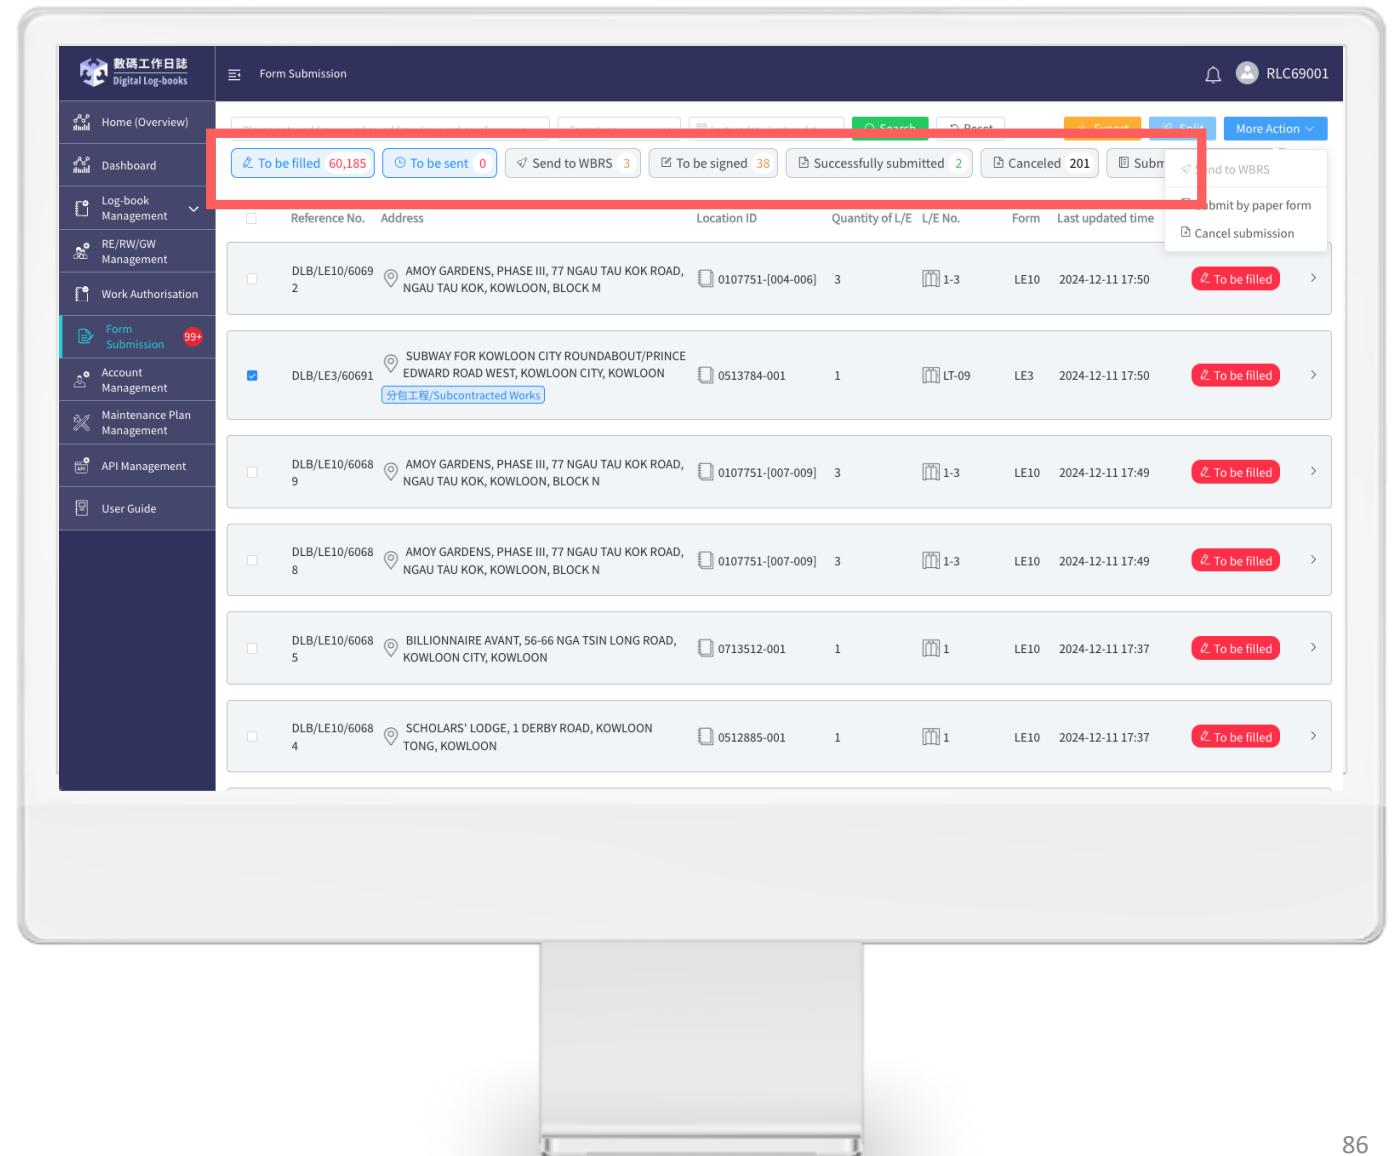 數碼工作日誌
Digital Log-books
Form Submission
RLC69001
Home (Overview)
Dashboard
Log-book
Management
RE/RW/GW
Management
Work Authorisation
Form
Submission
99+
Account
Management
Maintenance Plan
Management
API Management
User Guide
Search
Reset
Export
Split
More Action
To be filled 60,185
To be sent 0
Send to WBRS 3
To be signed 38
Successfully submitted 2
Canceled 201
Subm
Send to WBRS
Submit by paper form
Cancel submission
Reference No. Address Location ID Quantity of L/E L/E No. Form Last updated time
DLB/LE10/6069
2
AMOY GARDENS, PHASE III, 77 NGAU TAU KOK ROAD,
NGAU TAU KOK, KOWLOON, BLOCK M
0107751-[004-006] 3 1-3 LE10 2024-12-11 17:50 To be filled
DLB/LE3/60691
SUBWAY FOR KOWLOON CITY ROUNDABOUT/PRINCE
EDWARD ROAD WEST, KOWLOON CITY, KOWLOON
分包工程/Subcontracted Works
0513784-001 1 LT-09 LE3 2024-12-11 17:50 To be filled
DLB/LE10/6068
9
AMOY GARDENS, PHASE III, 77 NGAU TAU KOK ROAD,
NGAU TAU KOK, KOWLOON, BLOCK N
0107751-[007-009] 3 1-3 LE10 2024-12-11 17:49 To be filled
DLB/LE10/6068
8
AMOY GARDENS, PHASE III, 77 NGAU TAU KOK ROAD,
NGAU TAU KOK, KOWLOON, BLOCK N
0107751-[007-009] 3 1-3 LE10 2024-12-11 17:49 To be filled
DLB/LE10/6068
5
BILLIONNAIRE AVANT, 56-66 NGA TSIN LONG ROAD,
KOWLOON CITY, KOWLOON
0713512-001 1 1 LE10 2024-12-11 17:37 To be filled
DLB/LE10/6068
4
SCHOLARS' LODGE, 1 DERBY ROAD, KOWLOON
TONG, KOWLOON
0512885-001 1 1 LE10 2024-12-11 17:37 To be filled
86